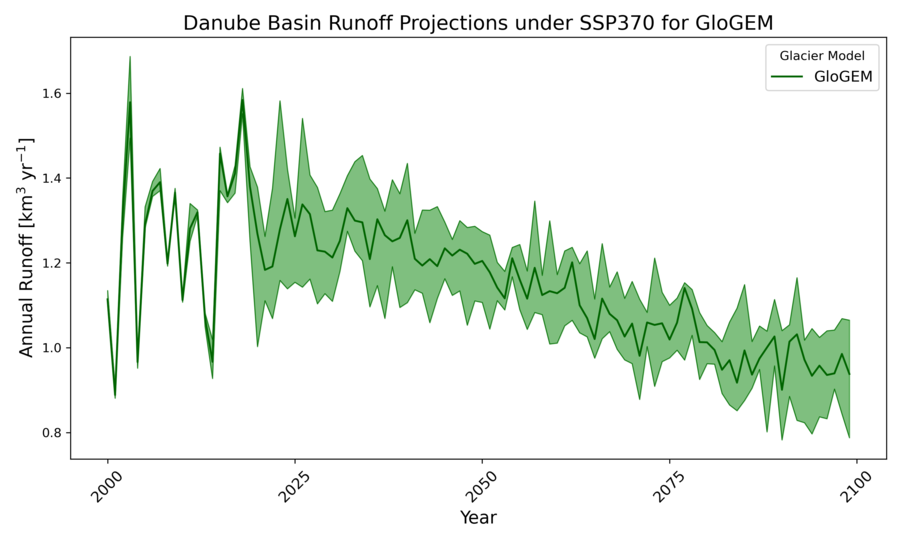 Danube Basin Runoff Projections under SSP370 for GloGEM
Glacier Model
GloGEM
Annual Runoff [km³ yr⁻¹]
1.6
1.4
1.2
1.0
0.8
2000
2025
2050
2075
2100
Year